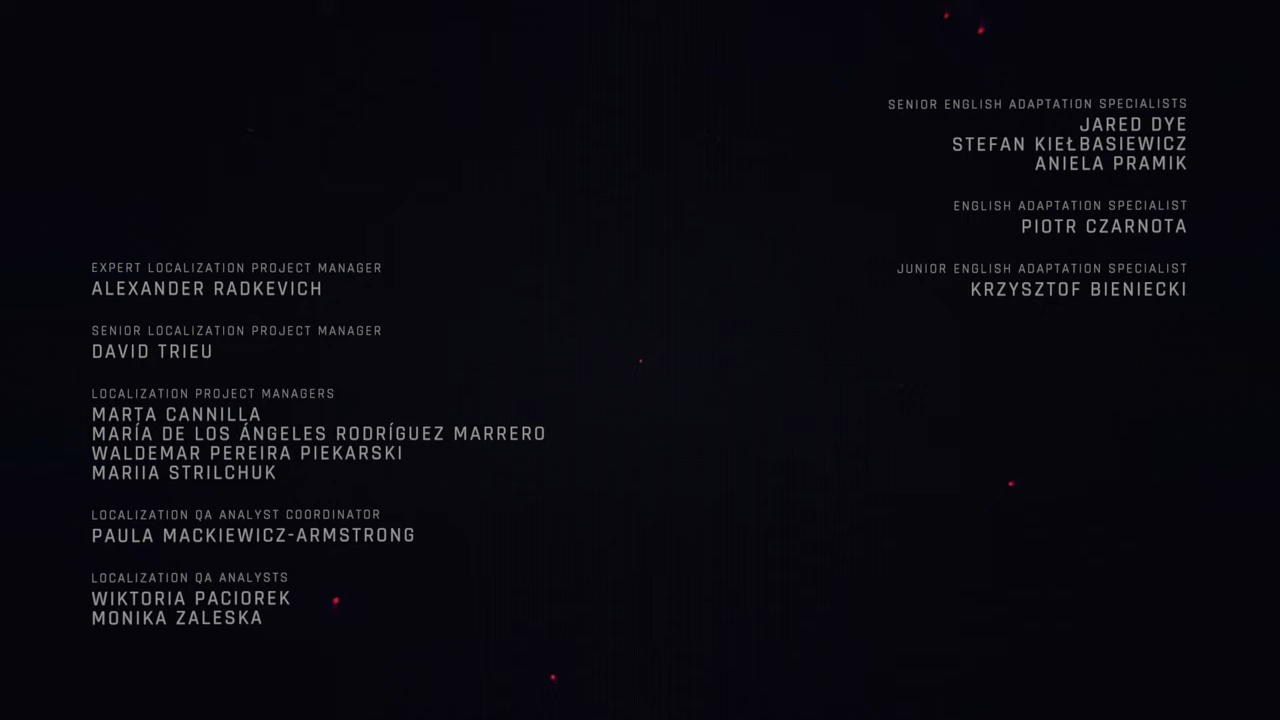 EXPERT LOCALIZATION PROJECT MANAGER
ALEXANDER RADKEVICH
SENIOR LOCALIZATION PROJECT MANAGER
DAVID TRIEU
LOCALIZATION PROJECT MANAGERS
MARTA CANNILLA
MARÍA DE LOS ÁNGELES RODRÍGUEZ MARRERO
WALDEMAR PEREIRA PIEKARSKI
MARIIA STRILCHUK
LOCALIZATION QA ANALYST COORDINATOR
PAULA MACKIEWICZ-ARMSTRONG
LOCALIZATION QA ANALYSTS
WIKTORIA PACIOREK
MONIKA ZALESKA
SENIOR ENGLISH ADAPTATION SPECIALISTS
JARED DYE
STEFAN KIEŁBASIEWICZ
ANIELA PRAMIK
ENGLISH ADAPTATION SPECIALIST
PIOTR CZARNOTA
JUNIOR ENGLISH ADAPTATION SPECIALIST
KRZYSZTOF BIENIECKI